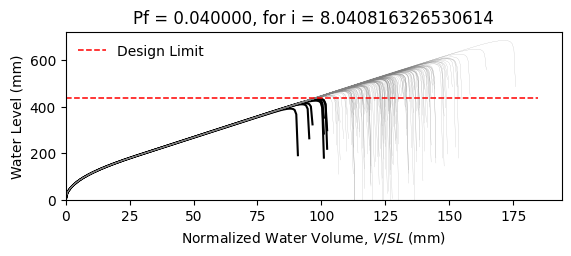 Pf = 0.040000, for i = 8.040816326530614
Design Limit
Water Level (mm)
600
400
200
0
0 25 50 75 100 125 150 175
Normalized Water Volume, V/SL (mm)